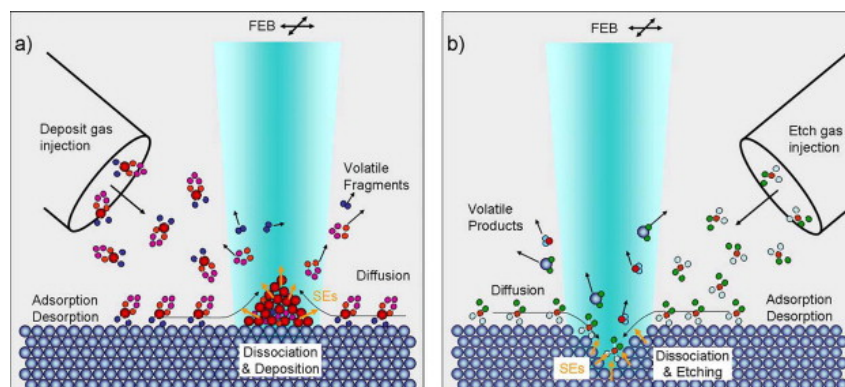 a)
FEB
Deposit gas
injection
Volatile
Fragments
Diffusion
SEs
Adsorption
Desorption
Dissociation
& Deposition
b)
FEB
Etch gas
injection
Volatile
Products
Diffusion
Adsorption
Desorption
SEs
Dissociation
& Etching